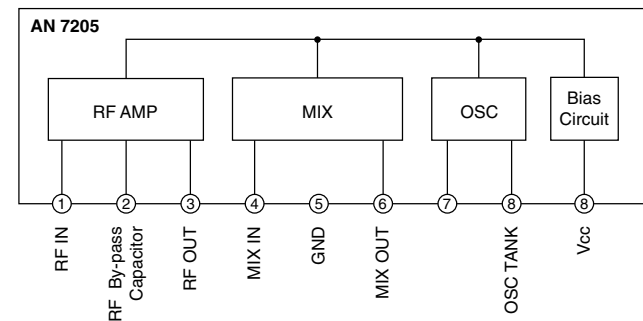 AN 7205
RF AMP
MIX
OSC
Bias
Circuit
1
2
3
4
5
6
7
8
8
RF IN
RF By-pass
Capacitor
RF OUT
MIX IN
GND
MIX OUT
OSC TANK
Vcc